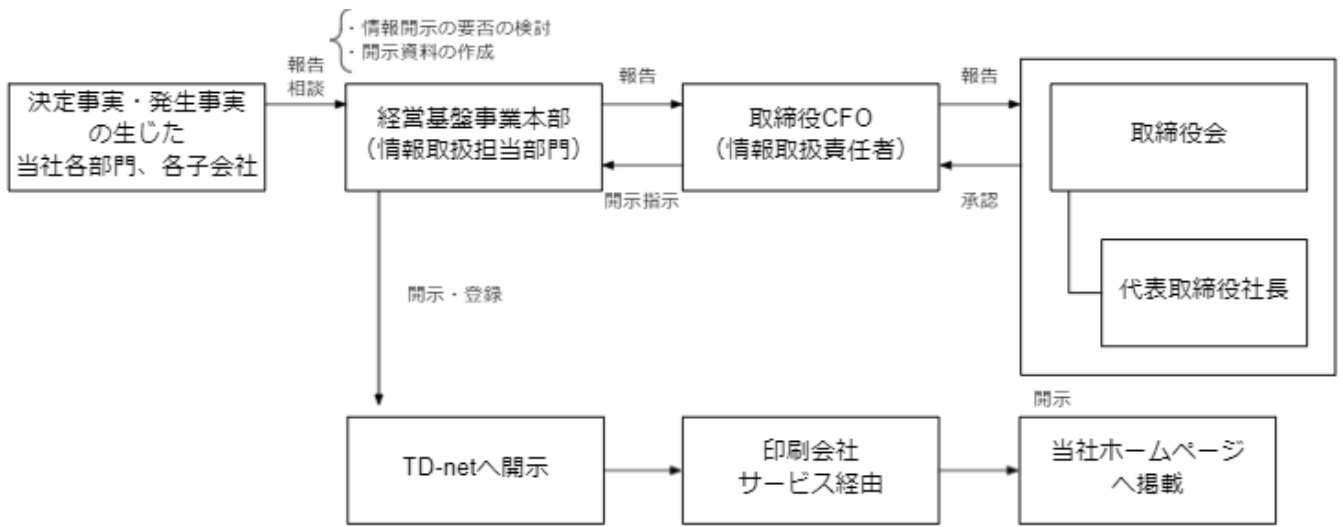 ・情報開示の要否の検討
・開示資料の作成
報告
相談
決定事実・発生事実
の生じた
当社各部門、各子会社
経営基盤事業本部
（情報取扱担当部門）
報告
開示指示
取締役CFO
（情報取扱責任者）
報告
承認
取締役会
代表取締役社長
開示・登録
開示
TD-netへ開示
印刷会社
サービス経由
当社ホームページ
へ掲載